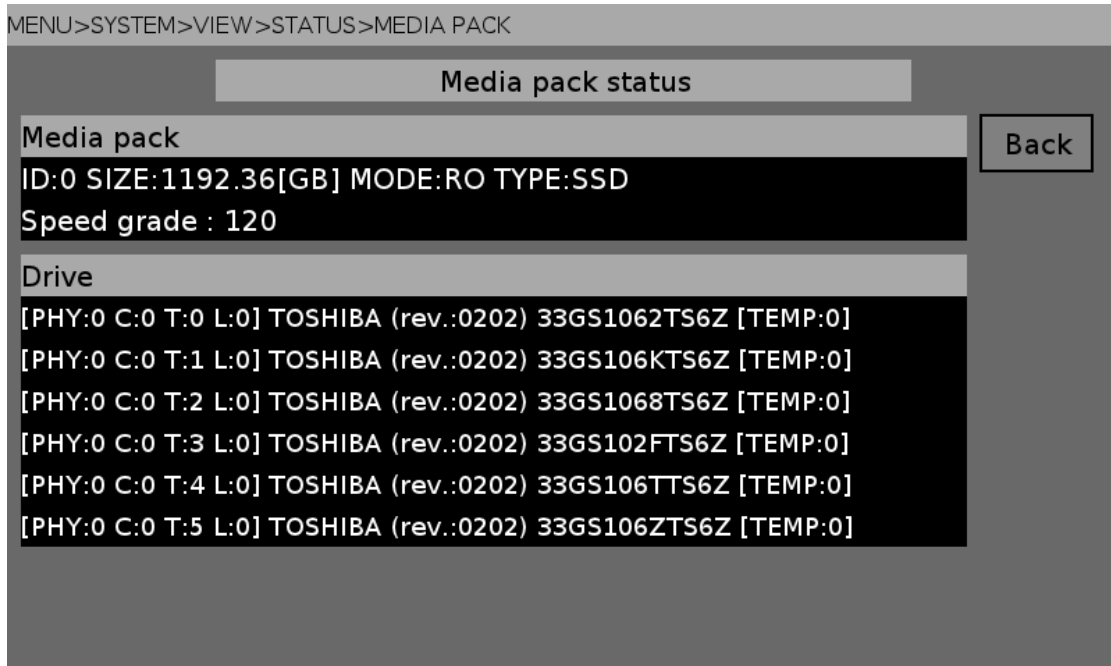 MENU>SYSTEM>VIEW>STATUS>MEDIA PACK
Media pack status
Media pack
Back
ID:0 SIZE:1192.36[GB] MODE:RO TYPE:SSD
Speed grade : 120
Drive
[PHY:0 C:0 T:0 L:0] TOSHIBA (rev.:0202) 33GS1062TS6Z [TEMP:0]
[PHY:0 C:0 T:1 L:0] TOSHIBA (rev.:0202) 33GS106KTS6Z [TEMP:0]
[PHY:0 C:0 T:2 L:0] TOSHIBA (rev.:0202) 33GS1068TS6Z [TEMP:0]
[PHY:0 C:0 T:3 L:0] TOSHIBA (rev.:0202) 33GS102FTS6Z [TEMP:0]
[PHY:0 C:0 T:4 L:0] TOSHIBA (rev.:0202) 33GS106TTS6Z [TEMP:0]
[PHY:0 C:0 T:5 L:0] TOSHIBA (rev.:0202) 33GS106ZTS6Z [TEMP:0]